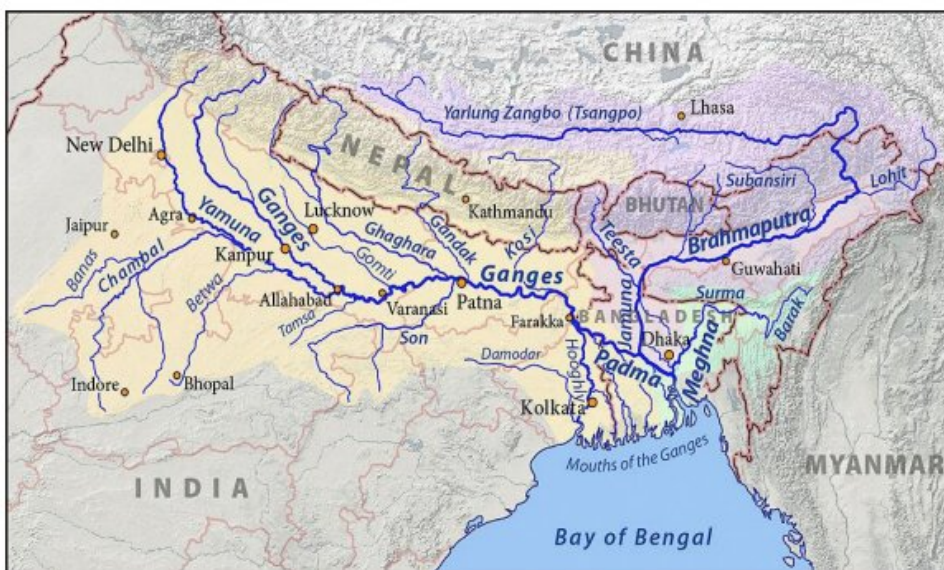 CHINA
Yarlung Zangbo (Tsangpo)
Lhasa
New Delhi
NEPAL
Subansiri
Lohit
BHUTAN
Jaipur
Agra
Yamuna
Ganges
Lucknow
Kathmandu
Ghaghara
Gandak
Kosi
Teesta
Brahmaputra
Guwahati
Banas
Chambal
Kanpur
Gomti
Betwa
Ganges
Allahabad
Varanasi
Patna
Tamsa
Son
Farakka
BANGLADESH
Jamuna
Surma
Barak
Dhaka
Meghna
Padma
Damodar
Hooghly
Indore
Bhopal
Kolkata
Mouths of the Ganges
INDIA
MYANMAR
Bay of Bengal